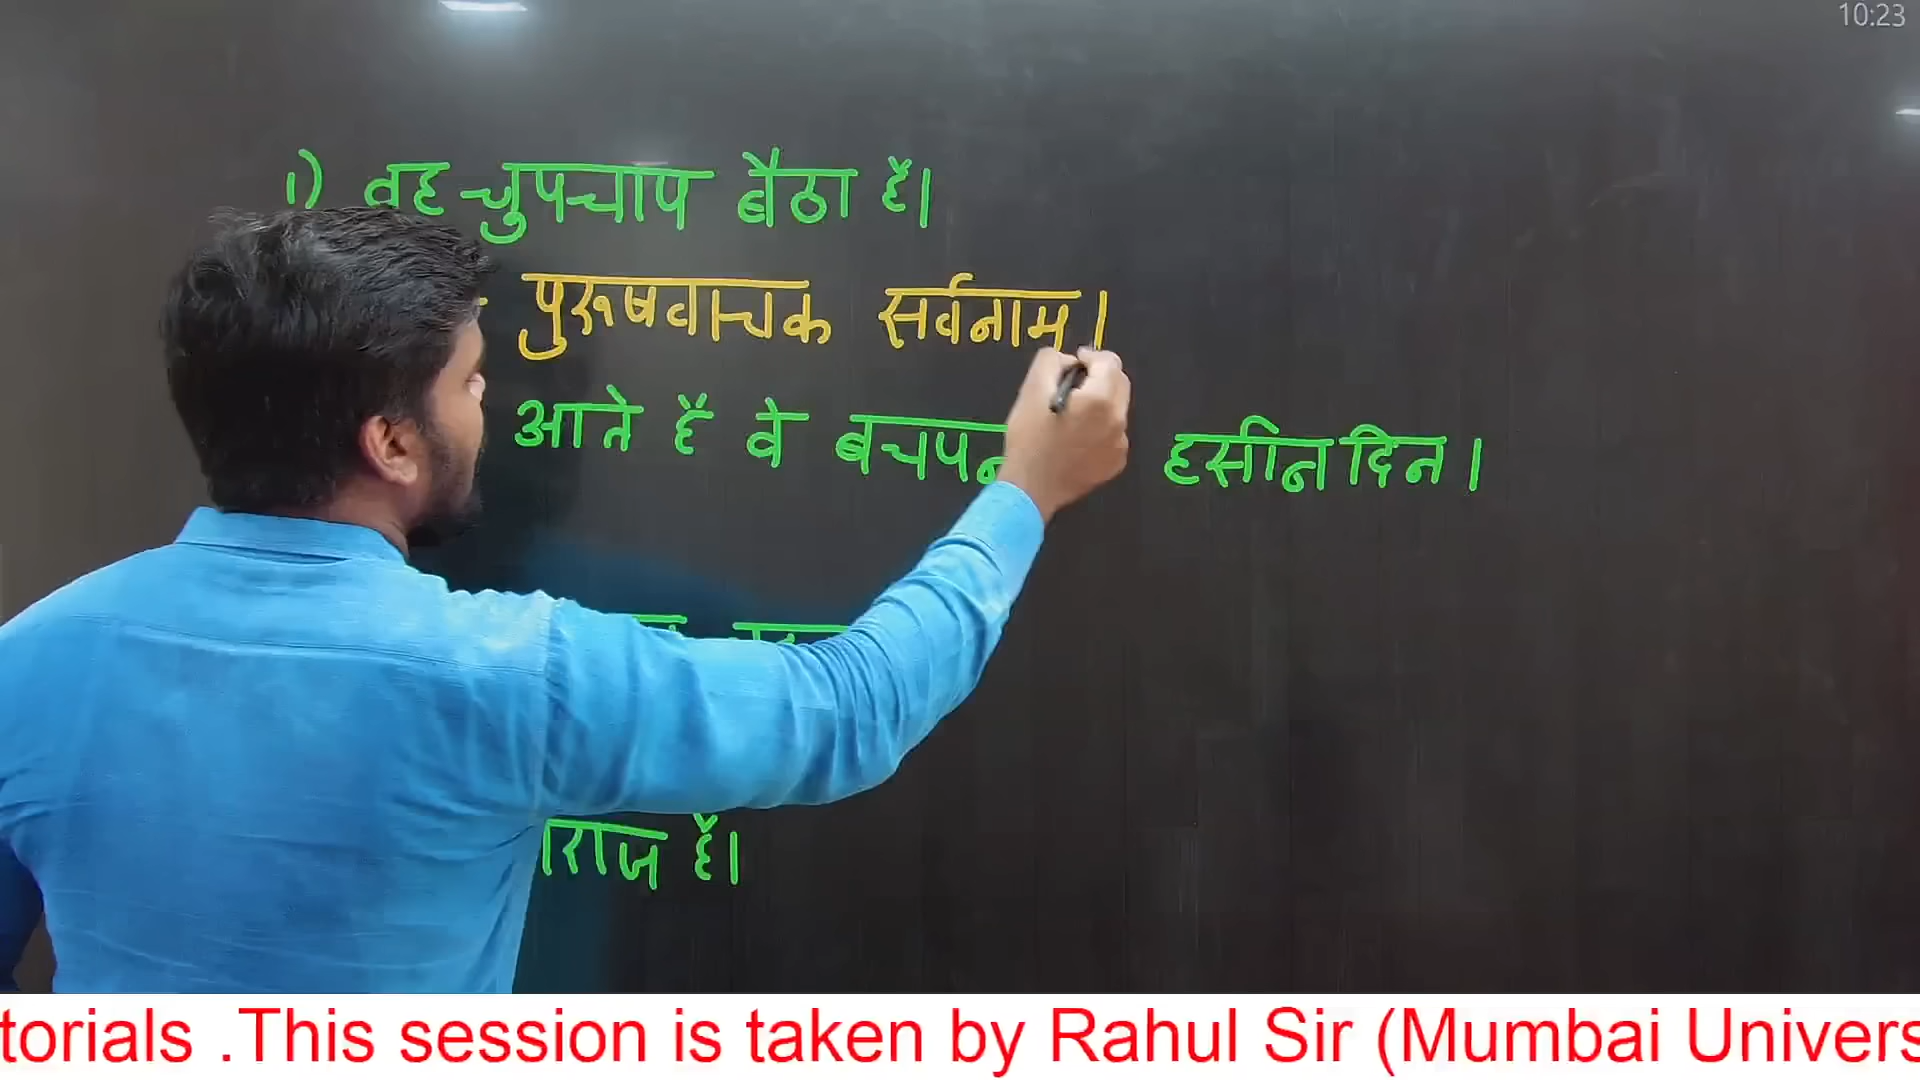 10:23
१) वह चुपचाप बैठा है।
पुरूषवाचक सर्वनाम।
आते हैं वे बचपन हसीन दिन।
है।
torials .This session is taken by Rahul Sir (Mumbai Univers